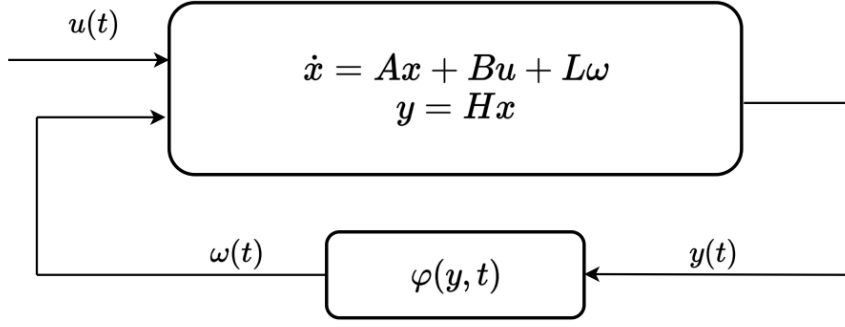 u(t)
ẋ = Ax + Bu + Lω
y = Hx
ω(t)
φ(y, t)
y(t)